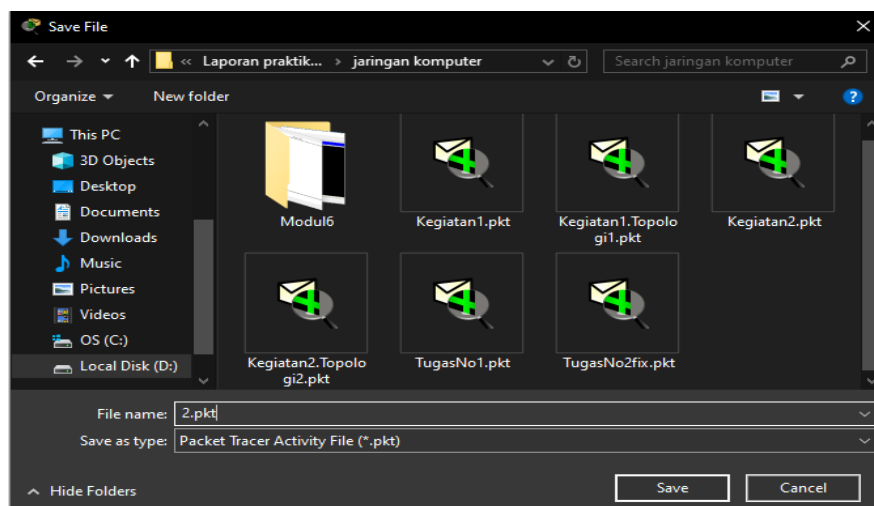 Save File
« Laporan praktik... › jaringan komputer
Search jaringan komputer
Organize
New folder
?
This PC
3D Objects
Desktop
Documents
Downloads
Music
Pictures
Videos
OS (C:)
Local Disk (D:)
Modul6
Kegiatan1.pkt
Kegiatan1.Topolo
gi1.pkt
Kegiatan2.pkt
Kegiatan2.Topolo
gi2.pkt
TugasNo1.pkt
TugasNo2fix.pkt
File name: 2.pkt
Save as type: Packet Tracer Activity File (*.pkt)
Hide Folders
Save
Cancel